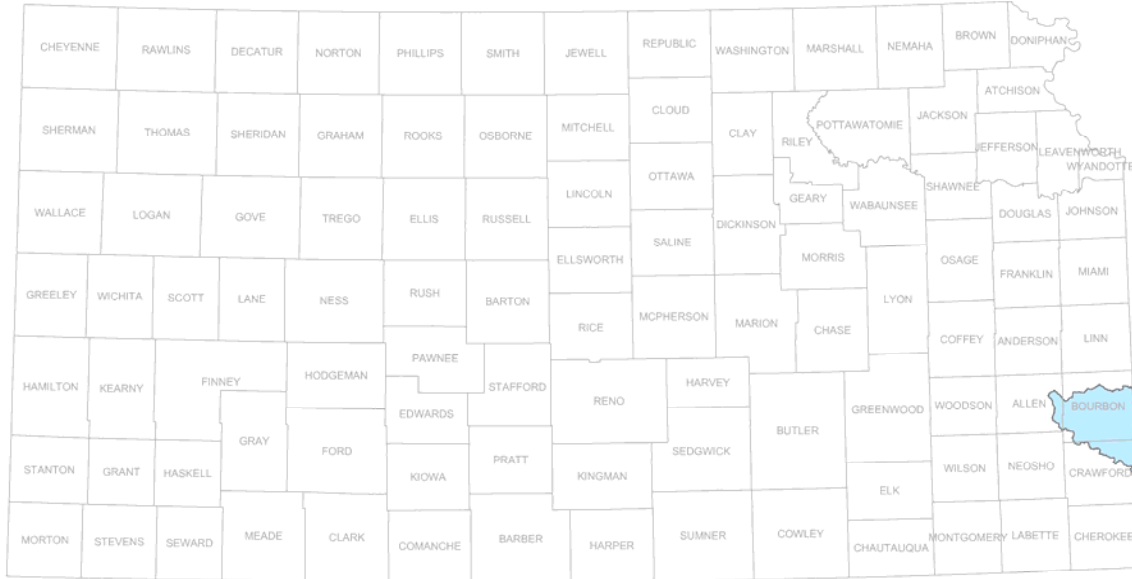 CHEYENNE RAWLINS DECATUR NORTON PHILLIPS SMITH JEWELL REPUBLIC WASHINGTON MARSHALL NEMAHA BROWN DONIPHAN
ATCHISON
CLOUD
SHERMAN THOMAS SHERIDAN GRAHAM ROOKS OSBORNE MITCHELL CLAY RILEY POTTAWATOMIE JACKSON
JEFFERSON LEAVENWORTH
WYANDOTTE
LINCOLN OTTAWA GEARY SHAWNEE
WALLACE LOGAN GOVE TREGO ELLIS RUSSELL DICKINSON WABAUNSEE DOUGLAS JOHNSON
ELLSWORTH SALINE MORRIS OSAGE FRANKLIN MIAMI
GREELEY WICHITA SCOTT LANE NESS RUSH BARTON LYON
RICE MCPHERSON MARION CHASE COFFEY ANDERSON LINN
PAWNEE
HAMILTON KEARNY FINNEY HODGEMAN STAFFORD HARVEY
EDWARDS RENO GREENWOOD WOODSON ALLEN BOURBON
GRAY FORD BUTLER
STANTON GRANT HASKELL KIOWA PRATT KINGMAN SEDGWICK WILSON NEOSHO CRAWFORD
ELK
MORTON STEVENS SEWARD MEADE CLARK COMANCHE BARBER HARPER SUMNER COWLEY CHAUTAUQUA MONTGOMERY LABETTE CHEROKEE